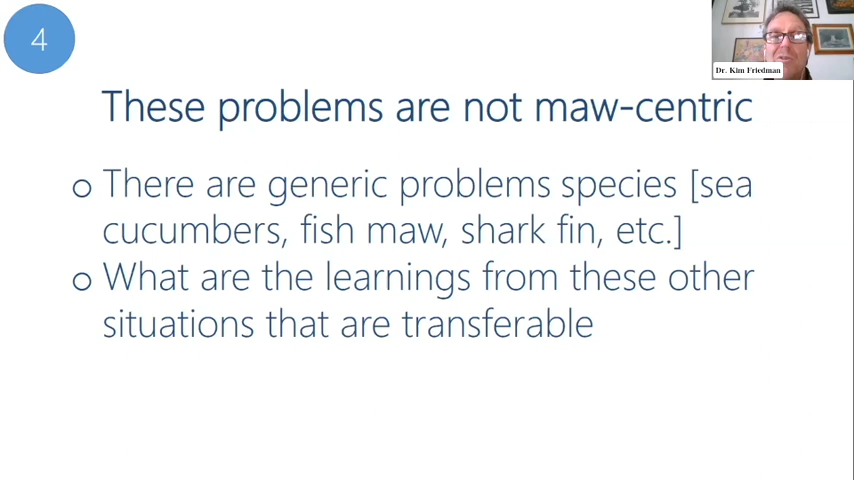 4
Dr. Kim Friedman
These problems are not maw-centric
o There are generic problems species [sea
cucumbers, fish maw, shark fin, etc.]
o What are the learnings from these other
situations that are transferable